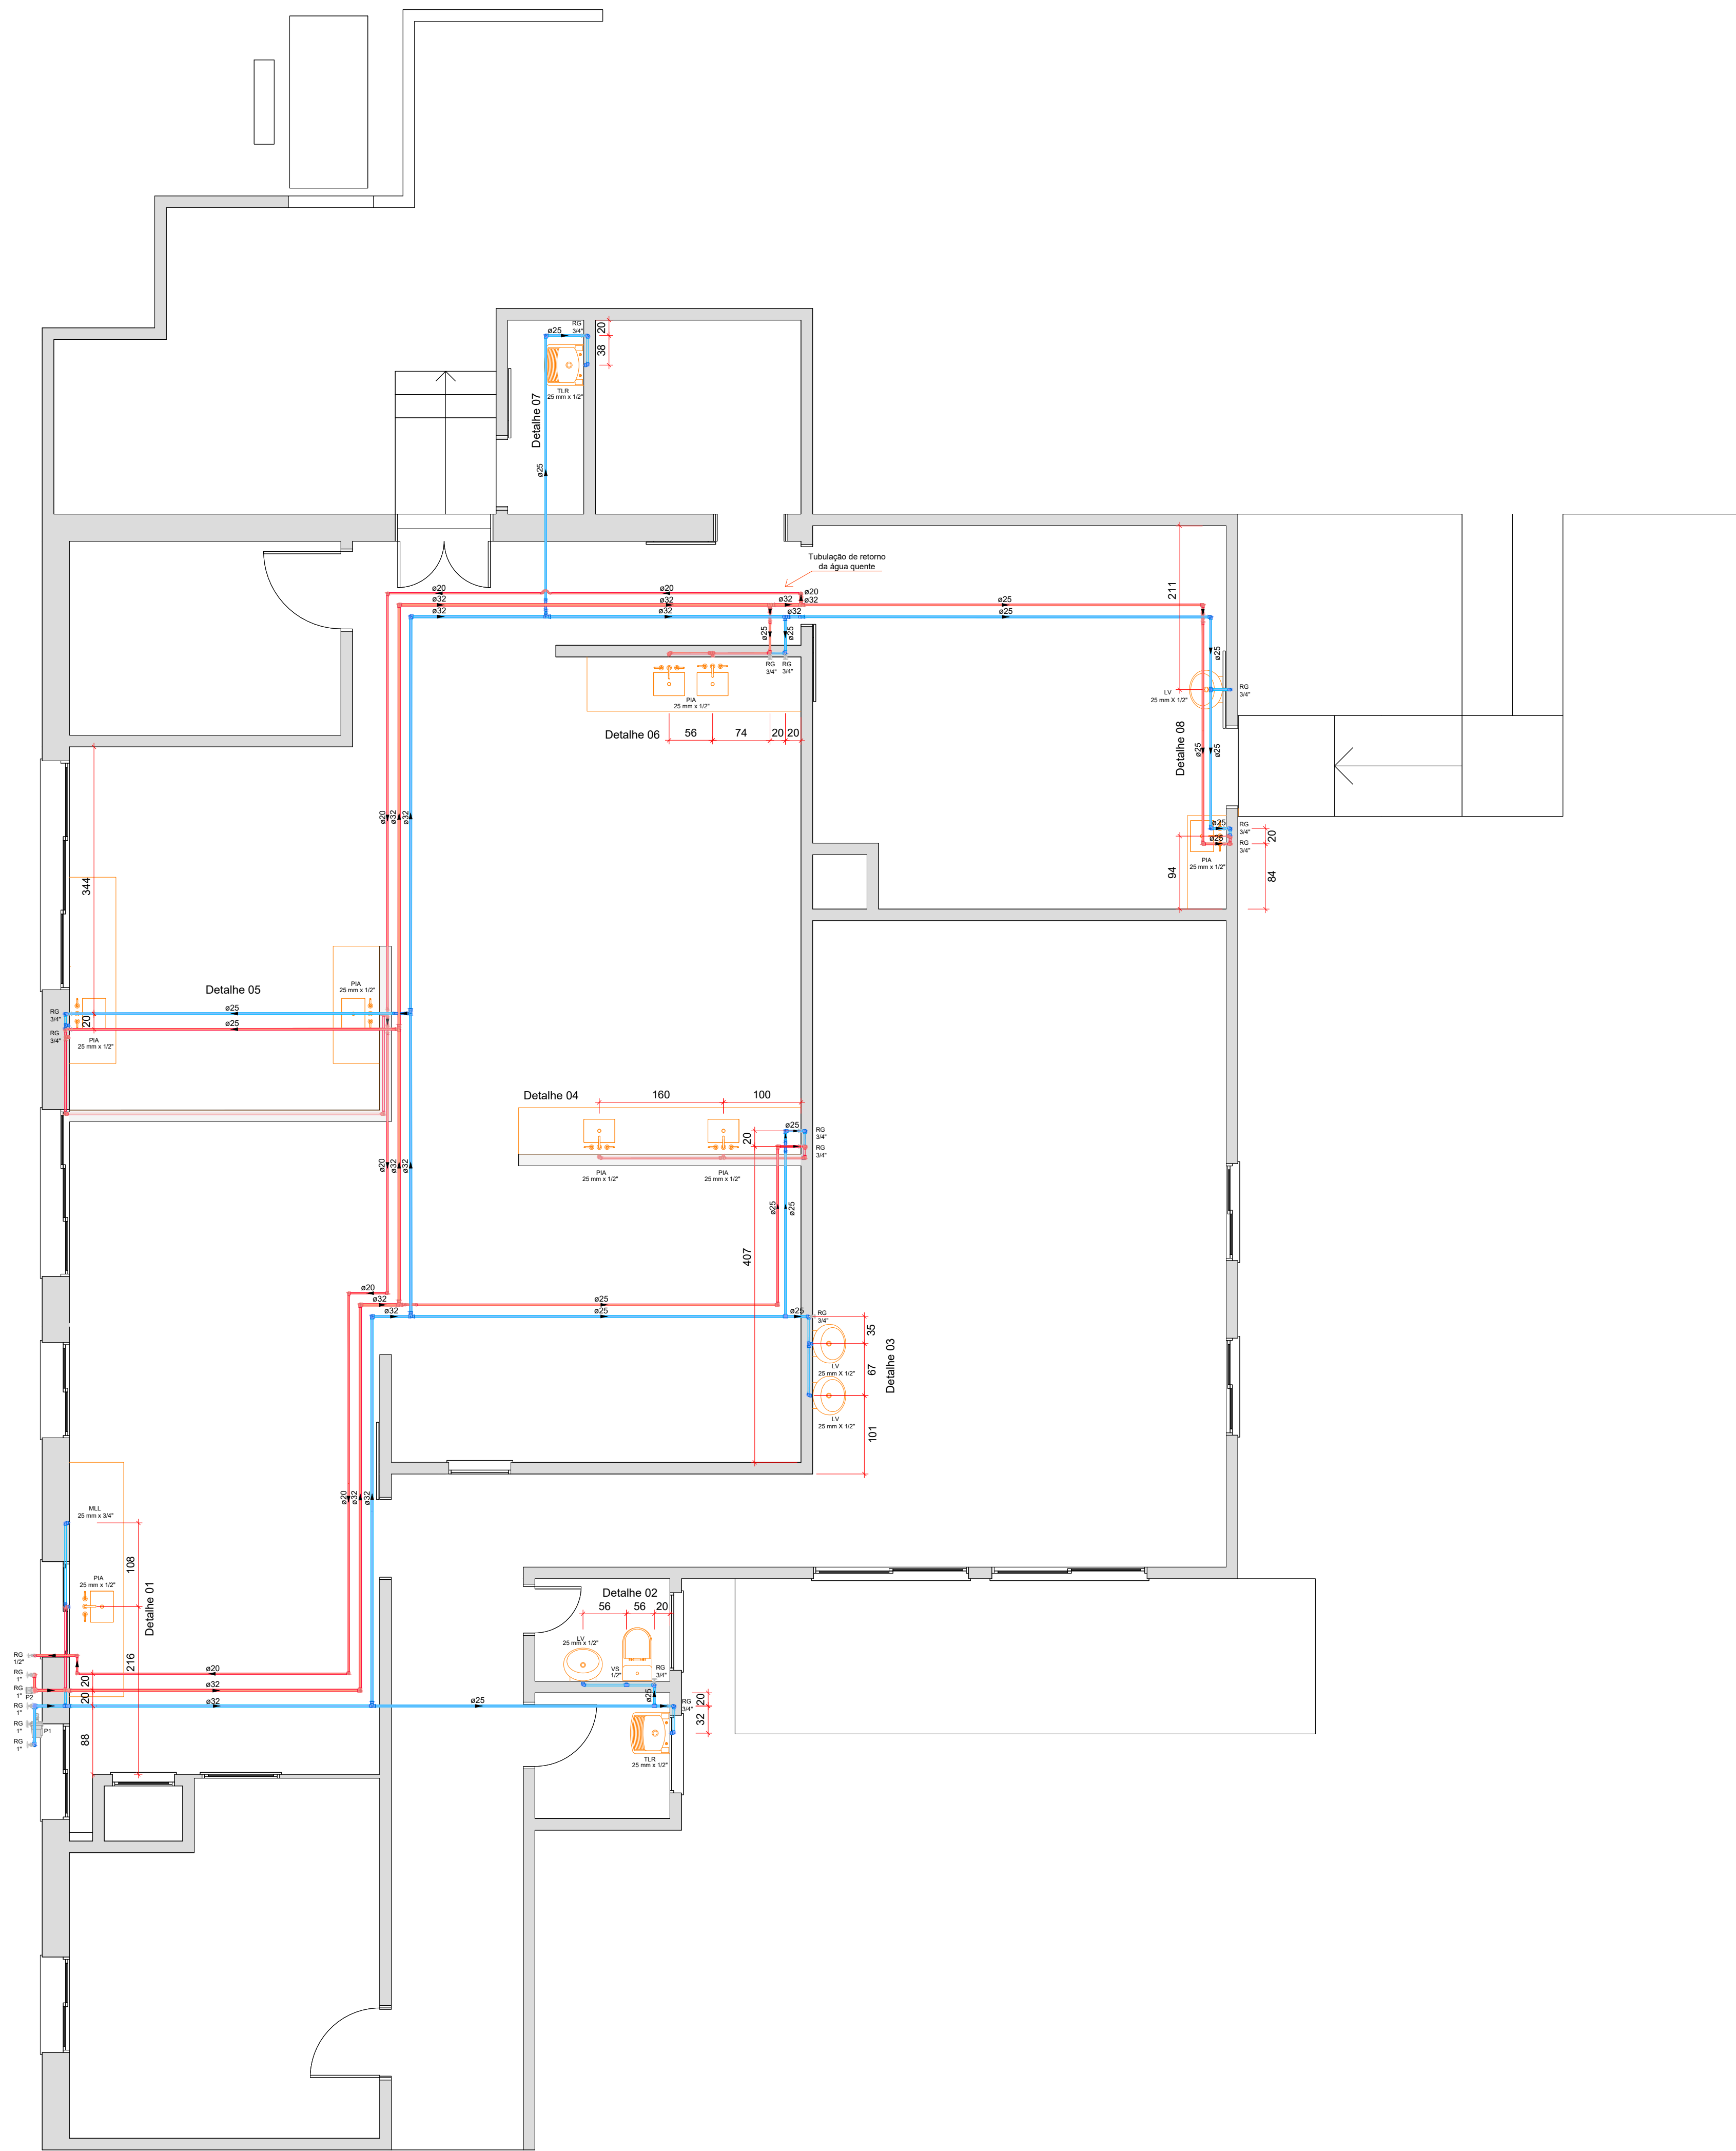 ø25
RG
3/4"
20
38
TLR
25 mm x 1/2"
Detalhe 07
ø25
Tubulação de retorno
da água quente
211
ø20
ø20
ø20
ø32
ø32
ø32
ø32
ø25
ø32
ø32
ø32
ø25
ø25
ø25
RG
3/4"
RG
3/4"
ø25
LV
25 mm X 1/2"
RG
3/4"
PIA
25 mm x 1/2"
Detalhe 06
56
74
20
20
Detalhe 08
ø25
ø25
ø20
ø32
ø32
ø25
RG
3/4"
ø25
RG
3/4"
20
PIA
25 mm x 1/2"
94
84
344
Detalhe 05
PIA
25 mm x 1/2"
RG
3/4"
20
ø25
RG
3/4"
ø25
PIA
25 mm x 1/2"
Detalhe 04
160
100
ø25
RG
3/4"
20
RG
3/4"
ø20
ø32
ø32
PIA
25 mm x 1/2"
PIA
25 mm x 1/2"
ø25
ø25
407
ø20
ø32
ø25
ø32
ø25
ø25
RG
3/4"
35
LV
25 mm X 1/2"
67
Detalhe 03
LV
25 mm X 1/2"
101
ø20
ø32
ø32
MLL
25 mm x 3/4"
108
PIA
25 mm x 1/2"
Detalhe 01
Detalhe 02
56
56
20
LV
25 mm x 1/2"
VS
1/2"
RG
3/4"
RG
1/2"
216
ø20
RG
1"
20
RG
1"
P2
ø32
20
ø25
RG
1"
ø32
ø25
RG
3/4"
20
RG
1"
P1
88
32
RG
1"
TLR
25 mm x 1/2"